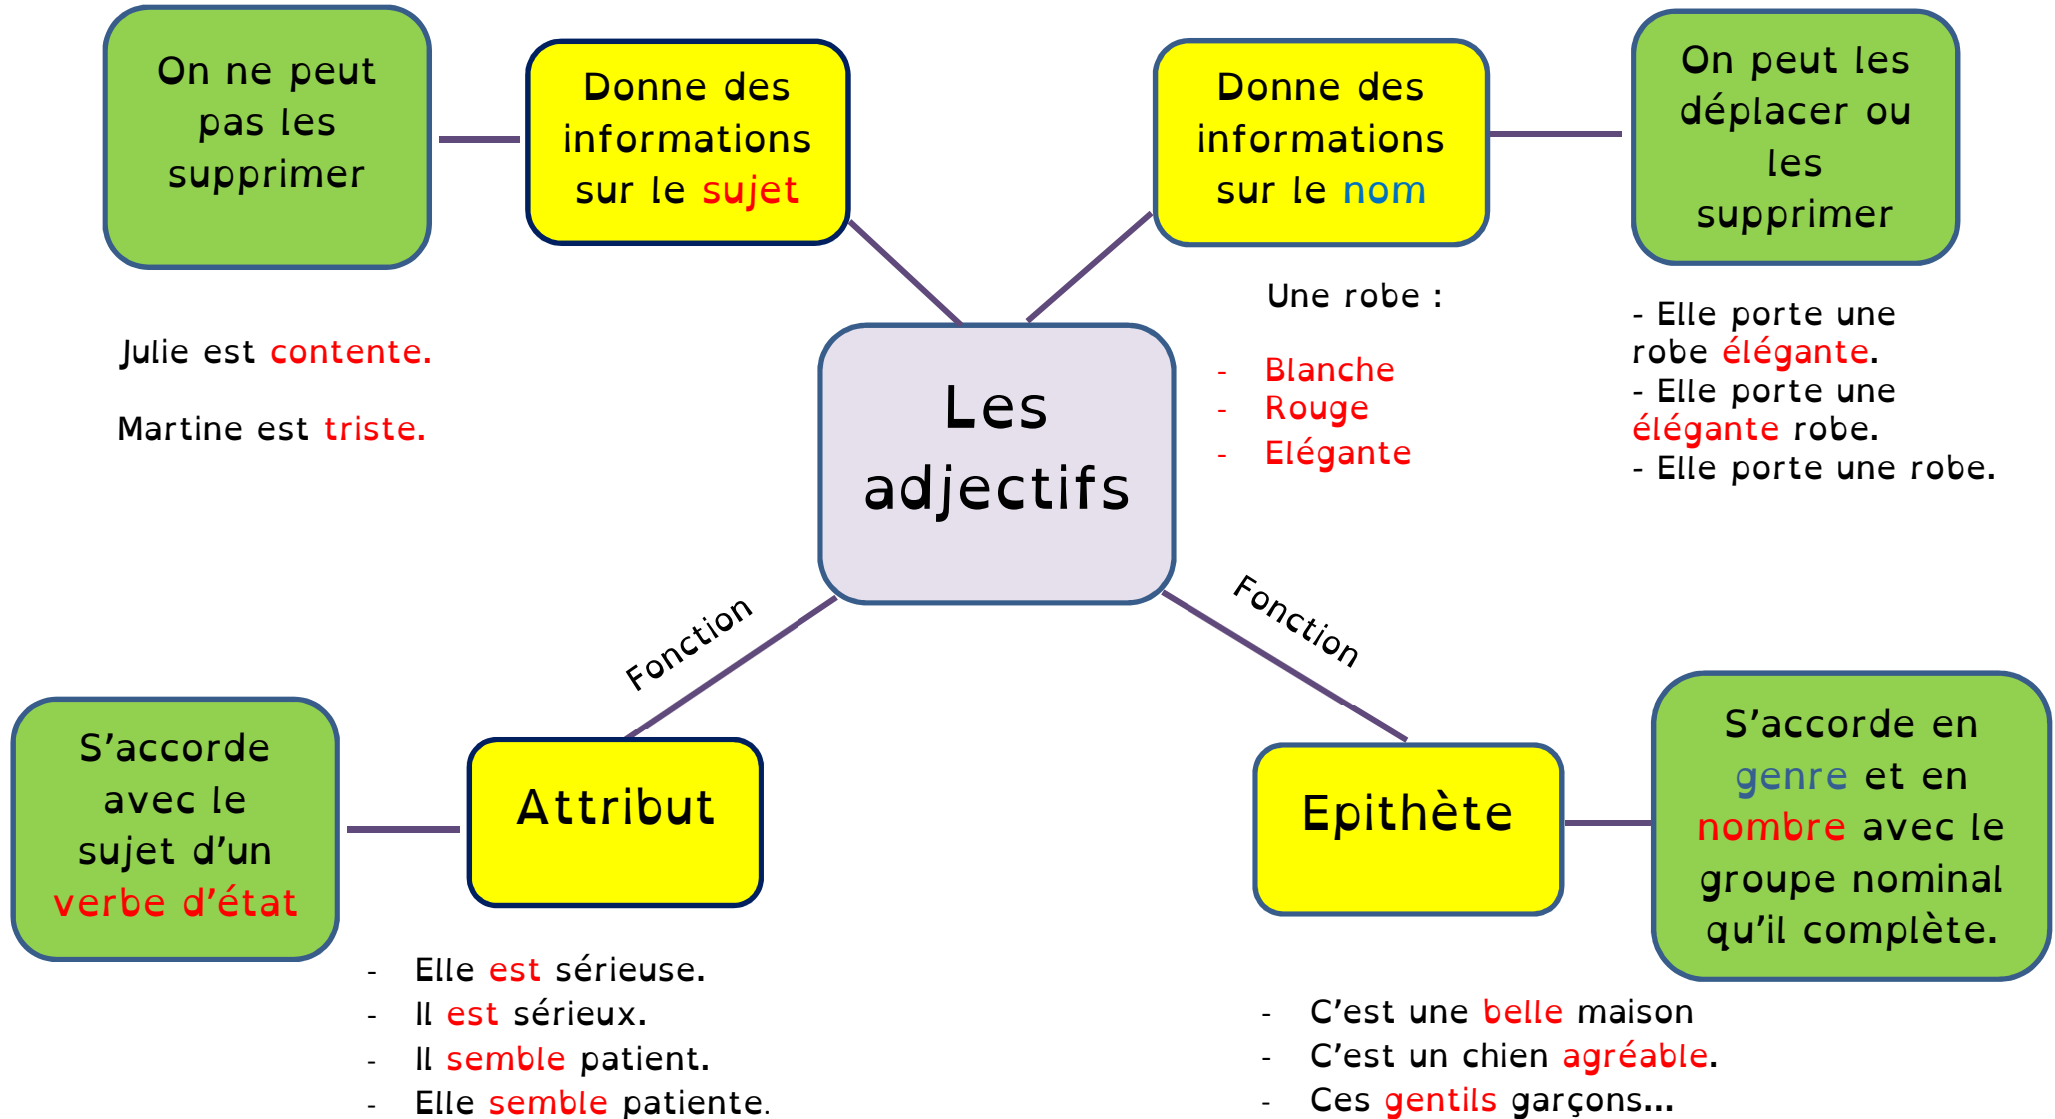 On ne peut
pas les
supprimer
Donne des
informations
sur le sujet
Donne des
informations
sur le nom
On peut les
déplacer ou
les
supprimer
Julie est contente.
Martine est triste.
Une robe :
- Blanche
- Rouge
- Elégante
- Elle porte une
robe élégante.
- Elle porte une
élégante robe.
- Elle porte une robe.
Les
adjectifs
Fonction
Fonction
S'accorde
avec le
sujet d'un
verbe d'état
Attribut
Epithète
S'accorde en
genre et en
nombre avec le
groupe nominal
qu'il complète.
- Elle est sérieuse.
- Il est sérieux.
- Il semble patient.
- Elle semble patiente.
- C'est une belle maison
- C'est un chien agréable.
- Ces gentils garçons...